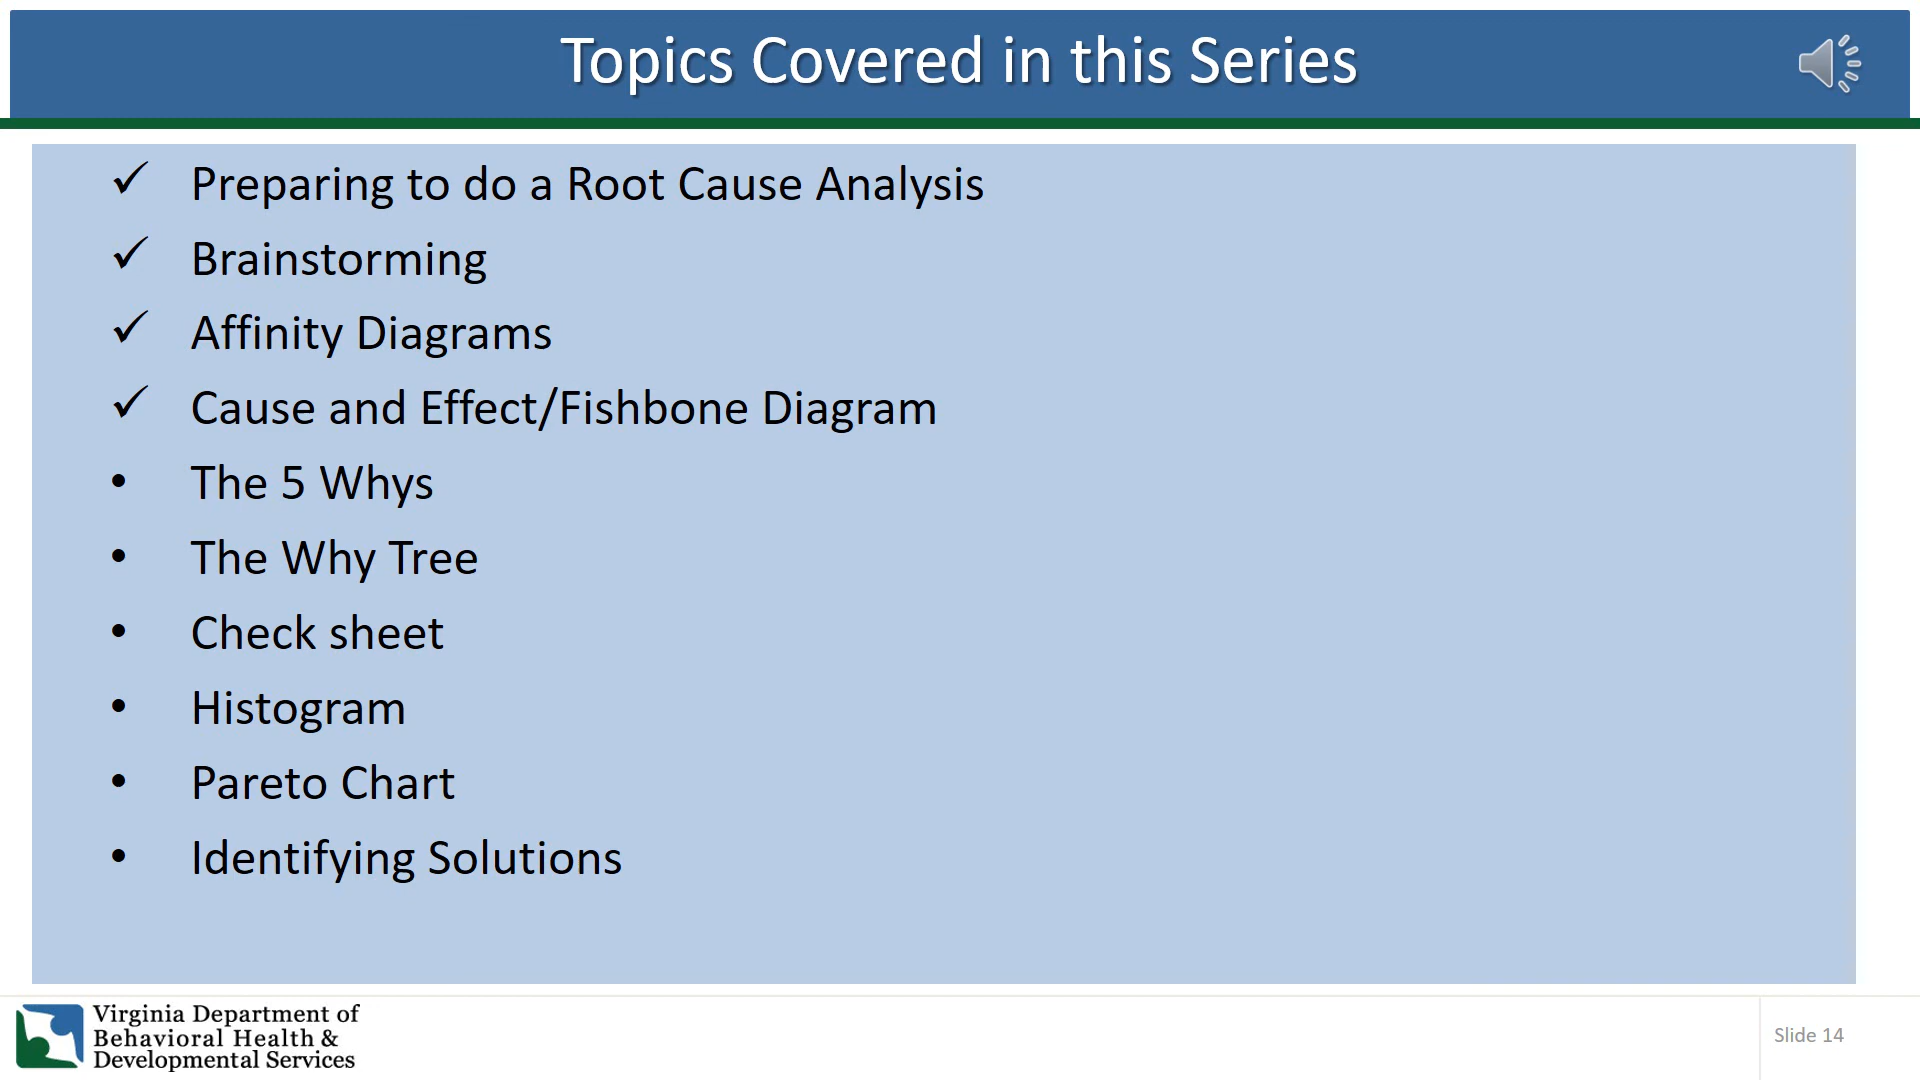 Topics Covered in this Series
✓ Preparing to do a Root Cause Analysis
✓ Brainstorming
✓ Affinity Diagrams
✓ Cause and Effect/Fishbone Diagram
• The 5 Whys
• The Why Tree
• Check sheet
• Histogram
• Pareto Chart
• Identifying Solutions
Virginia Department of
Behavioral Health &
Developmental Services
Slide 14